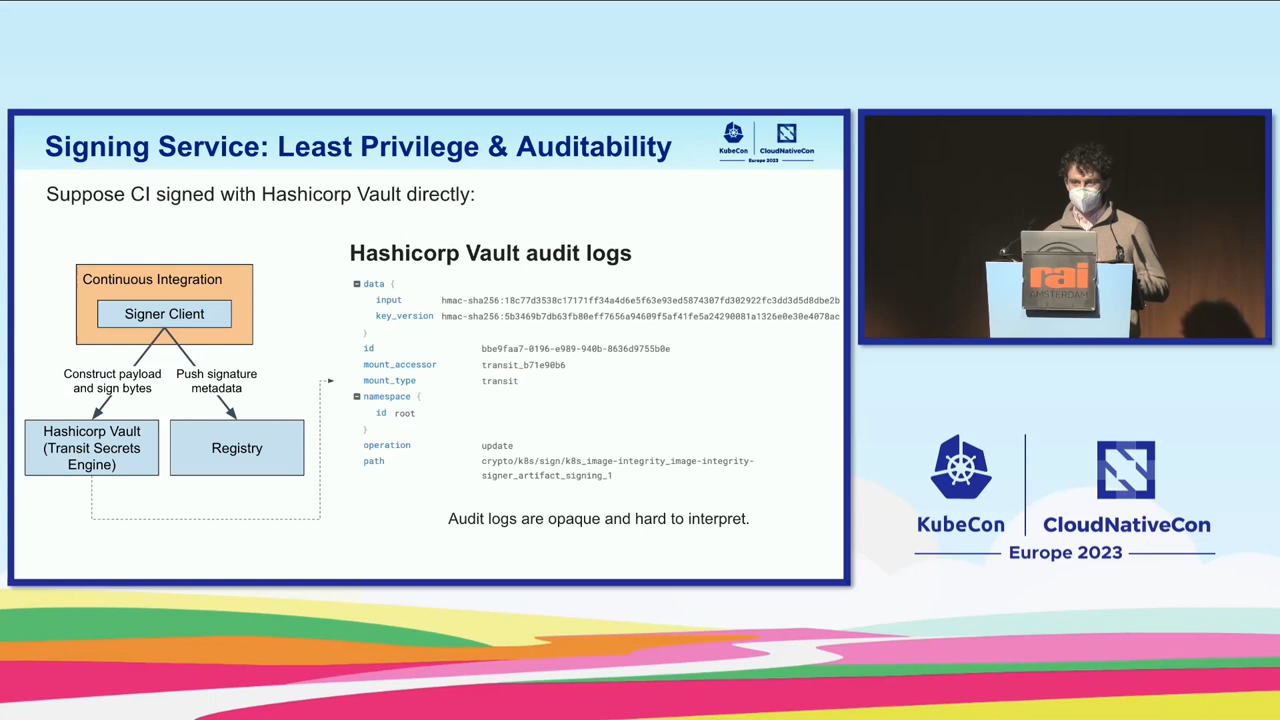 Signing Service: Least Privilege & Auditability
KubeCon
CloudNativeCon
Europe 2023
Suppose CI signed with Hashicorp Vault directly:
Continuous Integration
Signer Client
Construct payload
and sign bytes
Push signature
metadata
Hashicorp Vault
(Transit Secrets
Engine)
Registry
Hashicorp Vault audit logs
data {
input hmac-sha256:18c77d3538c17171ff34a4d6e5f63e93ed5874307fd302922fc3dd3d5d8dbe2b
key_version hmac-sha256:5b3469b7db63fb80eff7656a94609f5af41fe5a24290081a1326e0e30e4078ac
}
id bbe9faa7-0196-e989-940b-8636d9755b0e
mount_accessor transit_b71e90b6
mount_type transit
namespace {
id root
}
operation update
path crypto/k8s/sign/k8s_image-integrity_image-integrity-
signer_artifact_signing_1
Audit logs are opaque and hard to interpret.
rai
AMSTERDAM
KubeCon
CloudNativeCon
Europe 2023